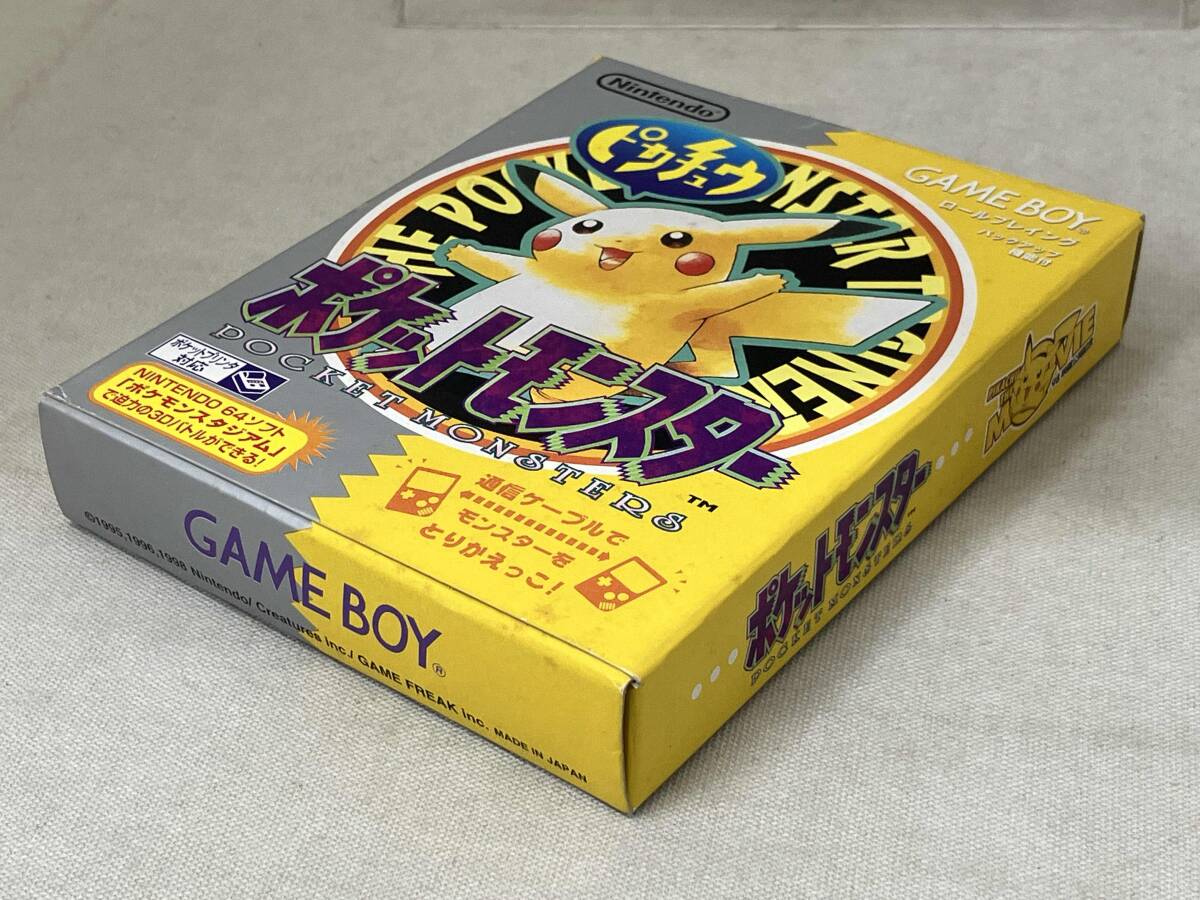 Nintendo
GAME BOY®
ロールプレイング
バックアップ
機能付
ピカチュウ
THE POCKET MONSTER TRAINER
ポケットモンスター
POCKET MONSTERS
™
ポケットプリンタ
対応
NINTENDO 64ソフト
「ポケモンスタジアム」
で迫力の3Dバトルができる!
通信ケーブルで
モンスターを
とりかえっこ!
GAME BOY®
©1995,1996,1998 Nintendo/ Creatures inc./ GAME FREAK inc. MADE IN JAPAN
ポケットモンスター
POCKET MONSTERS™
MOVIE